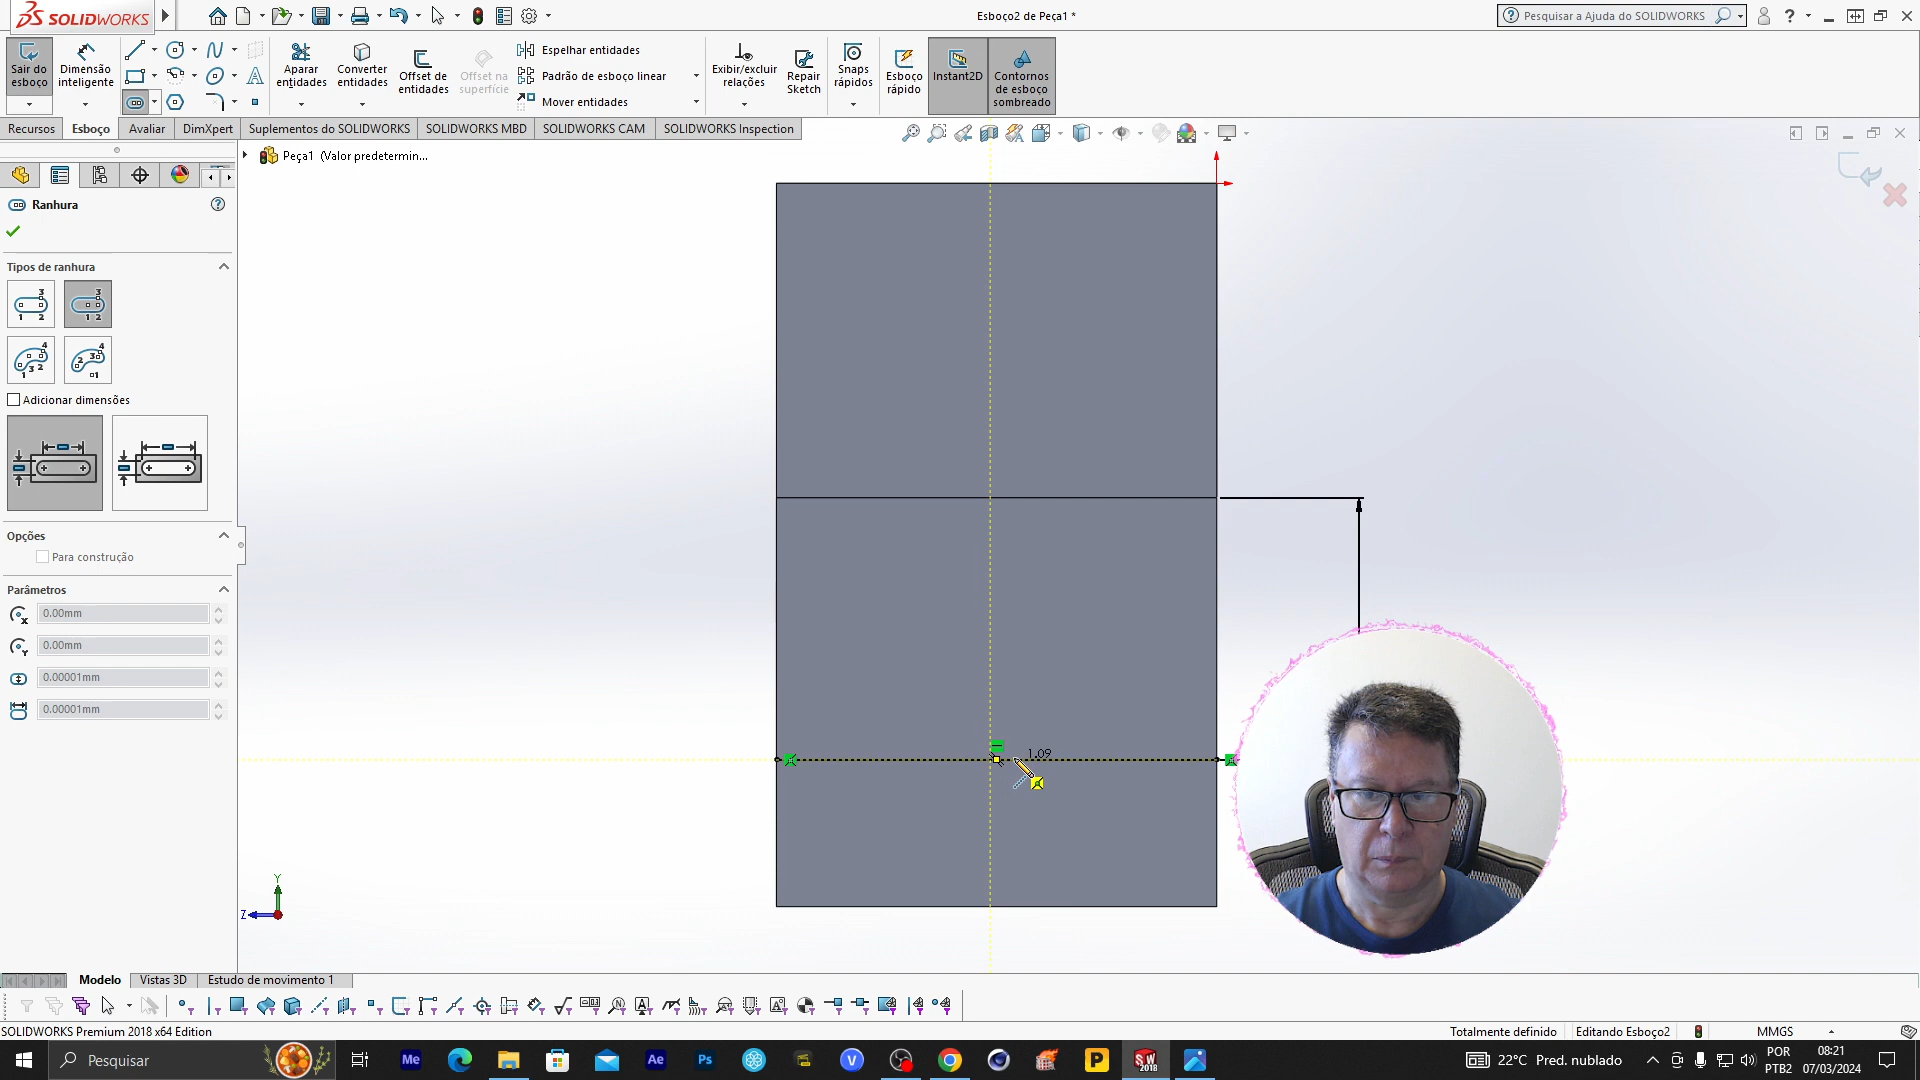 SOLIDWORKS
Esboço2 de Peça1 *
Pesquisar a Ajuda do SOLIDWORKS
Sair do esboço
Dimensão inteligente
Aparar entidades
Converter entidades
Offset de entidades
Offset na superfície
Espelhar entidades
Padrão de esboço linear
Mover entidades
Exibir/excluir relações
Repair Sketch
Snaps rápidos
Esboço rápido
Instant2D
Contornos de esboço sombreado
Recursos
Esboço
Avaliar
DimXpert
Suplementos do SOLIDWORKS
SOLIDWORKS MBD
SOLIDWORKS CAM
SOLIDWORKS Inspection
Peça1 (Valor predetermin...
Ranhura
Tipos de ranhura
Adicionar dimensões
Opções
Para construção
Parâmetros
0.00mm
0.00mm
0.00001mm
0.00001mm
1.09
Y
Z
Modelo
Vistas 3D
Estudo de movimento 1
SOLIDWORKS Premium 2018 x64 Edition
Totalmente definido
Editando Esboço2
MMGS
Pesquisar
Me
Ae
Ps
V
P
SW 2018
22°C Pred. nublado
POR
PTB2
08:21
07/03/2024